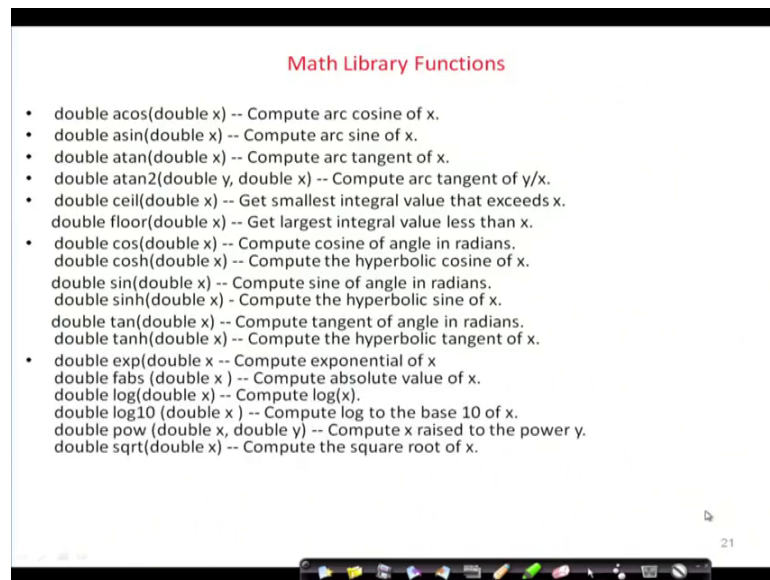 Math Library Functions
• double acos(double x) -- Compute arc cosine of x.
• double asin(double x) -- Compute arc sine of x.
• double atan(double x) -- Compute arc tangent of x.
• double atan2(double y, double x) -- Compute arc tangent of y/x.
• double ceil(double x) -- Get smallest integral value that exceeds x.
double floor(double x) -- Get largest integral value less than x.
• double cos(double x) -- Compute cosine of angle in radians.
double cosh(double x) -- Compute the hyperbolic cosine of x.
double sin(double x) -- Compute sine of angle in radians.
double sinh(double x) - Compute the hyperbolic sine of x.
double tan(double x) -- Compute tangent of angle in radians.
double tanh(double x) -- Compute the hyperbolic tangent of x.
• double exp(double x -- Compute exponential of x
double fabs (double x ) -- Compute absolute value of x.
double log(double x) -- Compute log(x).
double log10 (double x ) -- Compute log to the base 10 of x.
double pow (double x, double y) -- Compute x raised to the power y.
double sqrt(double x) -- Compute the square root of x.
21